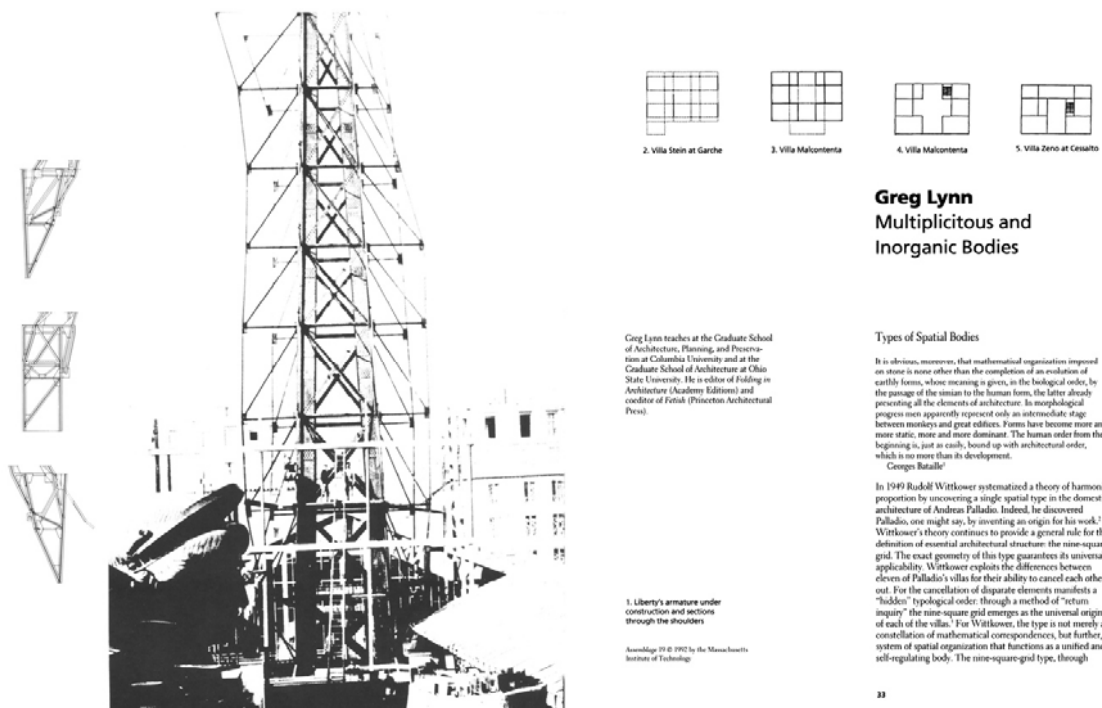 2. Villa Stein at Garche
3. Villa Malcontenta
4. Villa Malcontenta
5. Villa Zeno at Cessalto
Greg Lynn
Multiplicitous and
Inorganic Bodies
Greg Lynn teaches at the Graduate School
of Architecture, Planning, and Preserva-
tion at Columbia University and at the
Graduate School of Architecture at Ohio
State University. He is editor of Folding in
Architecture (Academy Editions) and
coeditor of Fetish (Princeton Architectural
Press).
1. Liberty's armature under
construction and sections
through the shoulders
Assemblage 19 © 1992 by the Massachusetts
Institute of Technology
Types of Spatial Bodies
It is obvious, moreover, that mathematical organization imposed
on stone is none other than the completion of an evolution of
earthly forms, whose meaning is given, in the biological order, by
the passage of the simian to the human form, the latter already
presenting all the elements of architecture. In morphological
progress men apparently represent only an intermediate stage
between monkeys and great edifices. Forms have become more an
more static, more and more dominant. The human order from the
beginning is, just as easily, bound up with architectural order,
which is no more than its development.
Georges Bataille¹
In 1949 Rudolf Wittkower systematized a theory of harmon
proportion by uncovering a single spatial type in the domest
architecture of Andreas Palladio. Indeed, he discovered
Palladio, one might say, by inventing an origin for his work.²
Wittkower's theory continues to provide a general rule for th
definition of essential architectural structure: the nine-squar
grid. The exact geometry of this type guarantees its universa
applicability. Wittkower exploits the differences between
eleven of Palladio's villas for their ability to cancel each othe
out. For the cancellation of disparate elements manifests a
"hidden" typological order: through a method of "return
inquiry" the nine-square grid emerges as the universal origin
of each of the villas.³ For Wittkower, the type is not merely a
constellation of mathematical correspondences, but further,
system of spatial organization that functions as a unified and
self-regulating body. The nine-square-grid type, through
33